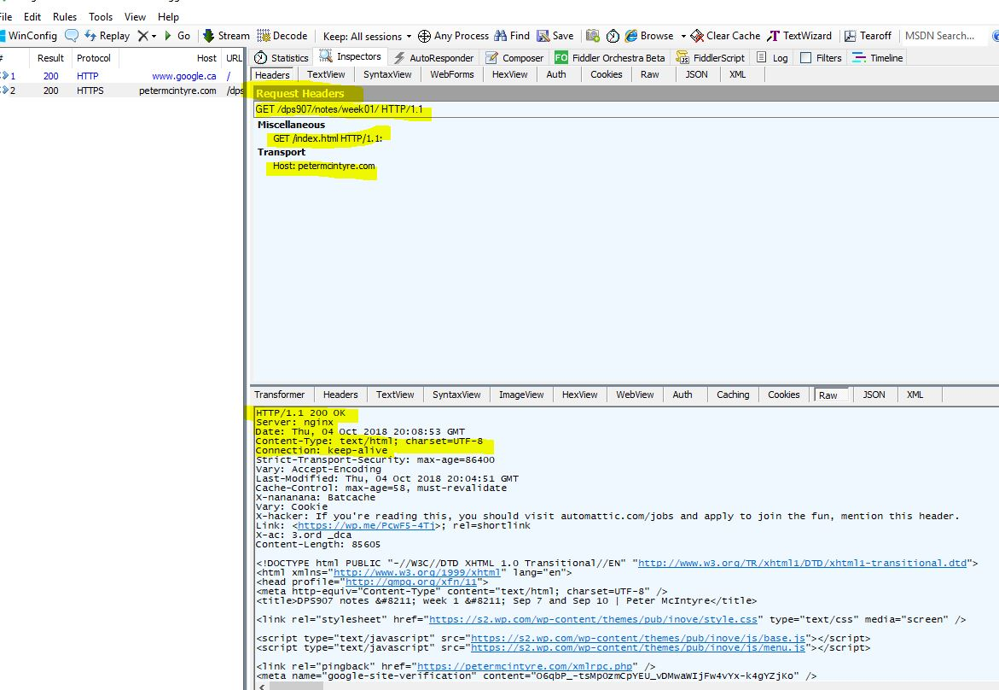 File Edit Rules Tools View Help
WinConfig Replay Go Stream Decode Keep: All sessions Any Process Find Save Browse Clear Cache TextWizard Tearoff MSDN Search...
# Result Protocol Host URL
1 200 HTTP www.google.ca /
2 200 HTTPS petermcintyre.com /dps
Statistics Inspectors AutoResponder Composer FO Fiddler Orchestra Beta FiddlerScript Log Filters Timeline
Headers TextView SyntaxView WebForms HexView Auth Cookies Raw JSON XML
Request Headers
GET /dps907/notes/week01/ HTTP/1.1
Miscellaneous
GET /index.html HTTP/1.1:
Transport
Host: petermcintyre.com
Transformer Headers TextView SyntaxView ImageView HexView WebView Auth Caching Cookies Raw JSON XML
HTTP/1.1 200 OK
Server: nginx
Date: Thu, 04 Oct 2018 20:08:53 GMT
Content-Type: text/html; charset=UTF-8
Connection: keep-alive
Strict-Transport-Security: max-age=86400
Vary: Accept-Encoding
Last-Modified: Thu, 04 Oct 2018 20:04:51 GMT
Cache-Control: max-age=58, must-revalidate
X-nananana: Batcache
Vary: Cookie
X-hacker: If you're reading this, you should visit automattic.com/jobs and apply to join the fun, mention this header.
Link: <https://wp.me/PcwF5-4Tj>; rel=shortlink
X-ac: 3.ord _dca
Content-Length: 85605
<!DOCTYPE html PUBLIC "-//W3C//DTD XHTML 1.0 Transitional//EN" "http://www.w3.org/TR/xhtml1/DTD/xhtml1-transitional.dtd">
<html xmlns="http://www.w3.org/1999/xhtml" lang="en">
<head profile="http://gmpg.org/xfn/11">
<meta http-equiv="Content-Type" content="text/html; charset=UTF-8" />
<title>DPS907 notes &#8211; week 1 &#8211; Sep 7 and Sep 10 | Peter McIntyre</title>
<link rel="stylesheet" href="https://s2.wp.com/wp-content/themes/pub/inove/style.css" type="text/css" media="screen" />
<script type="text/javascript" src="https://s2.wp.com/wp-content/themes/pub/inove/js/base.js"></script>
<script type="text/javascript" src="https://s2.wp.com/wp-content/themes/pub/inove/js/menu.js"></script>
<link rel="pingback" href="https://petermcintyre.com/xmlrpc.php" />
<meta name="google-site-verification" content="O6qbP_-tsMpOzmCpYEU_vDMwaWIjFw4vYx-k4gYZjKo" />